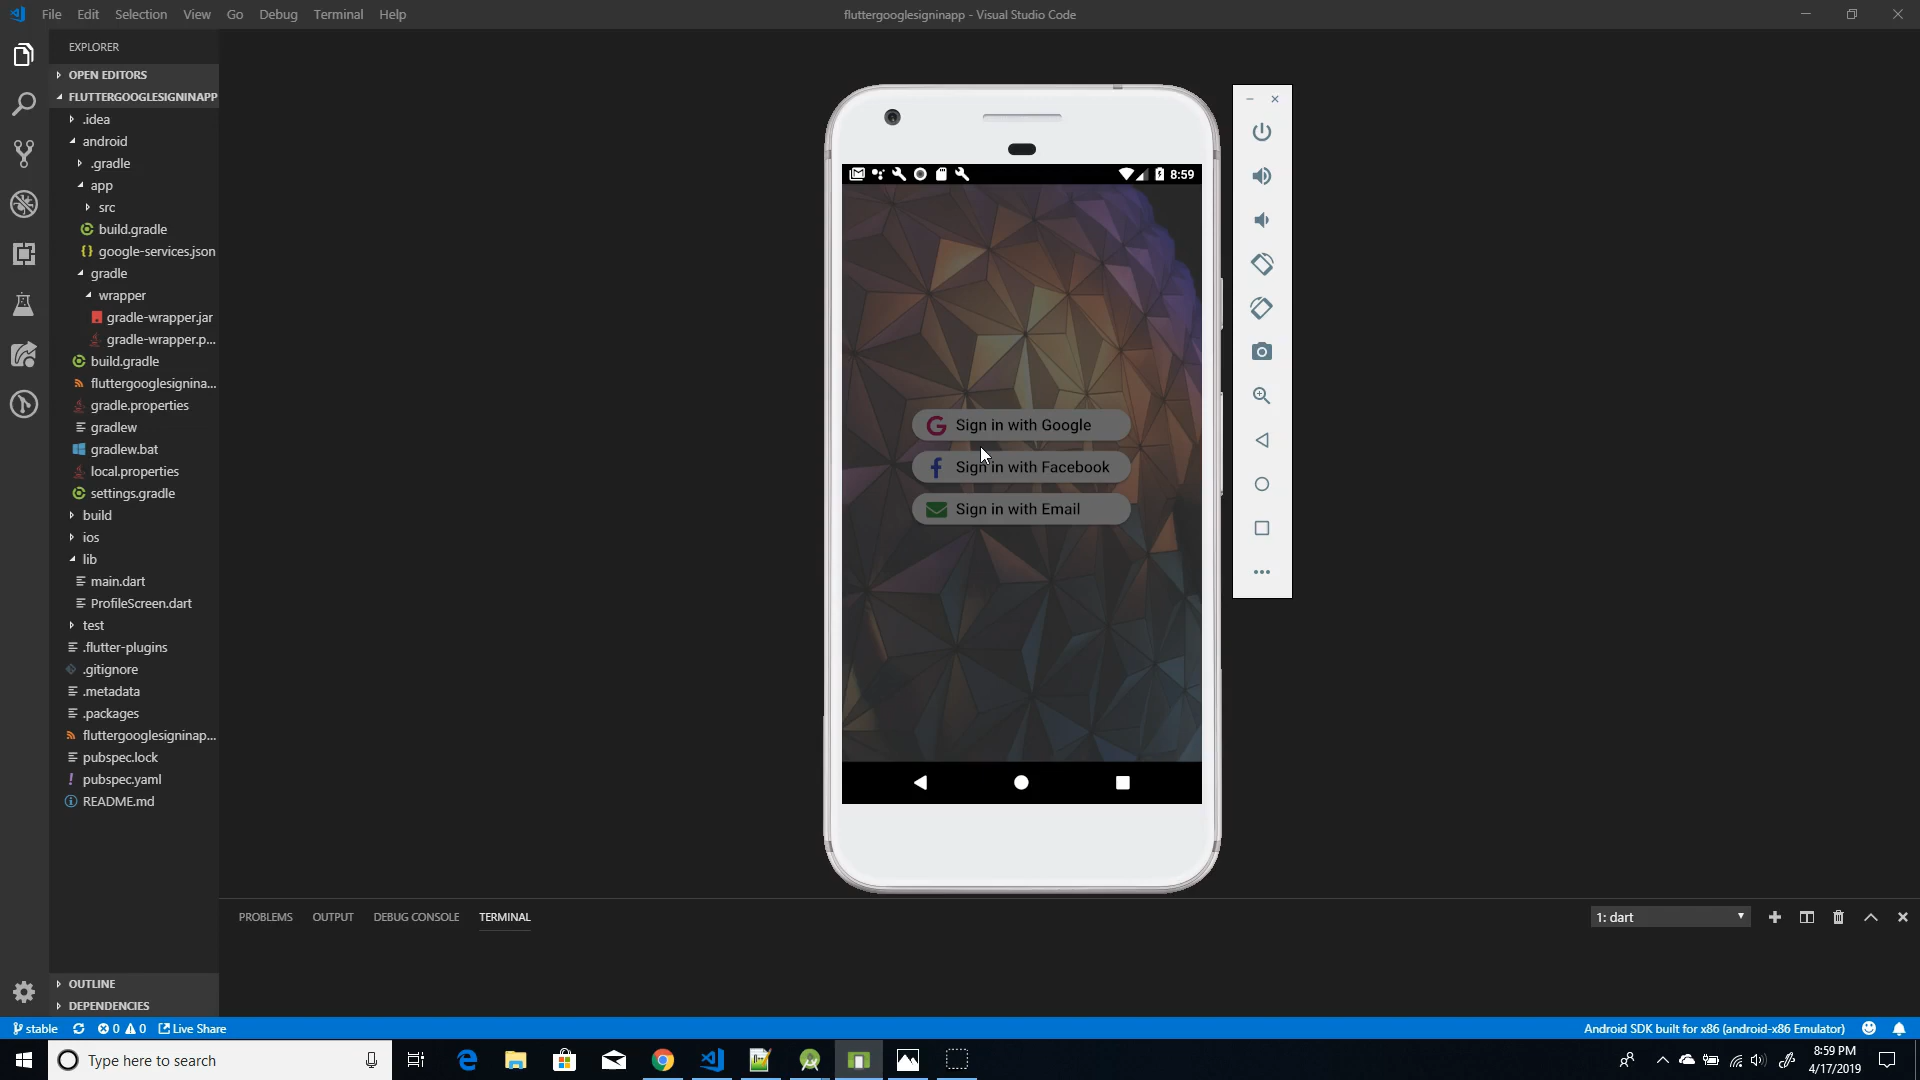 File Edit Selection View Go Debug Terminal Help
fluttergooglesigninapp - Visual Studio Code
EXPLORER
OPEN EDITORS
FLUTTERGOOGLESIGNINAPP
.idea
android
.gradle
app
src
build.gradle
google-services.json
gradle
wrapper
gradle-wrapper.jar
gradle-wrapper.p...
build.gradle
fluttergooglesignina...
gradle.properties
gradlew
gradlew.bat
local.properties
settings.gradle
build
ios
lib
main.dart
ProfileScreen.dart
test
.flutter-plugins
.gitignore
.metadata
.packages
fluttergooglesigninap...
pubspec.lock
pubspec.yaml
README.md
OUTLINE
DEPENDENCIES
8:59
Sign in with Google
Sign in with Facebook
Sign in with Email
PROBLEMS OUTPUT DEBUG CONSOLE TERMINAL
1: dart
stable 0 0 Live Share
Android SDK built for x86 (android-x86 Emulator)
Type here to search
8:59 PM
4/17/2019